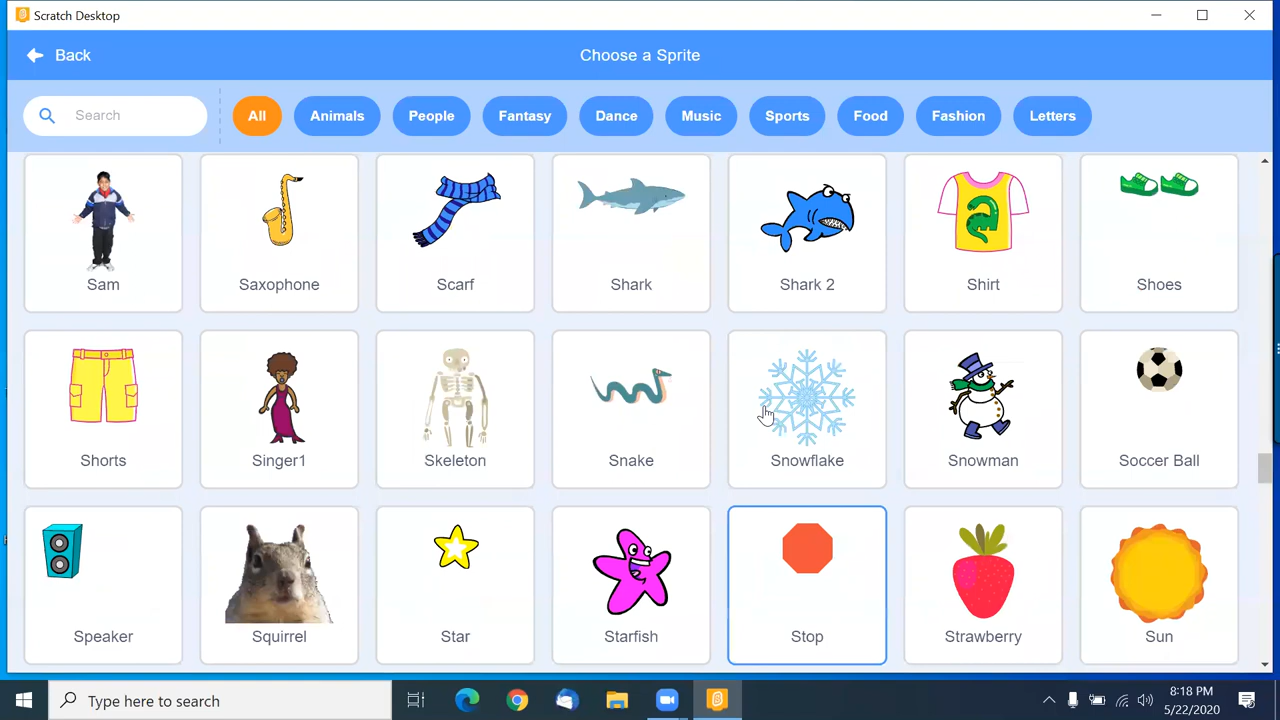 Scratch Desktop
Back
Choose a Sprite
Search
All
Animals
People
Fantasy
Dance
Music
Sports
Food
Fashion
Letters
Sam
Saxophone
Scarf
Shark
Shark 2
Shirt
Shoes
Shorts
Singer1
Skeleton
Snake
Snowflake
Snowman
Soccer Ball
Speaker
Squirrel
Star
Starfish
Stop
Strawberry
Sun
Type here to search
8:18 PM
5/22/2020